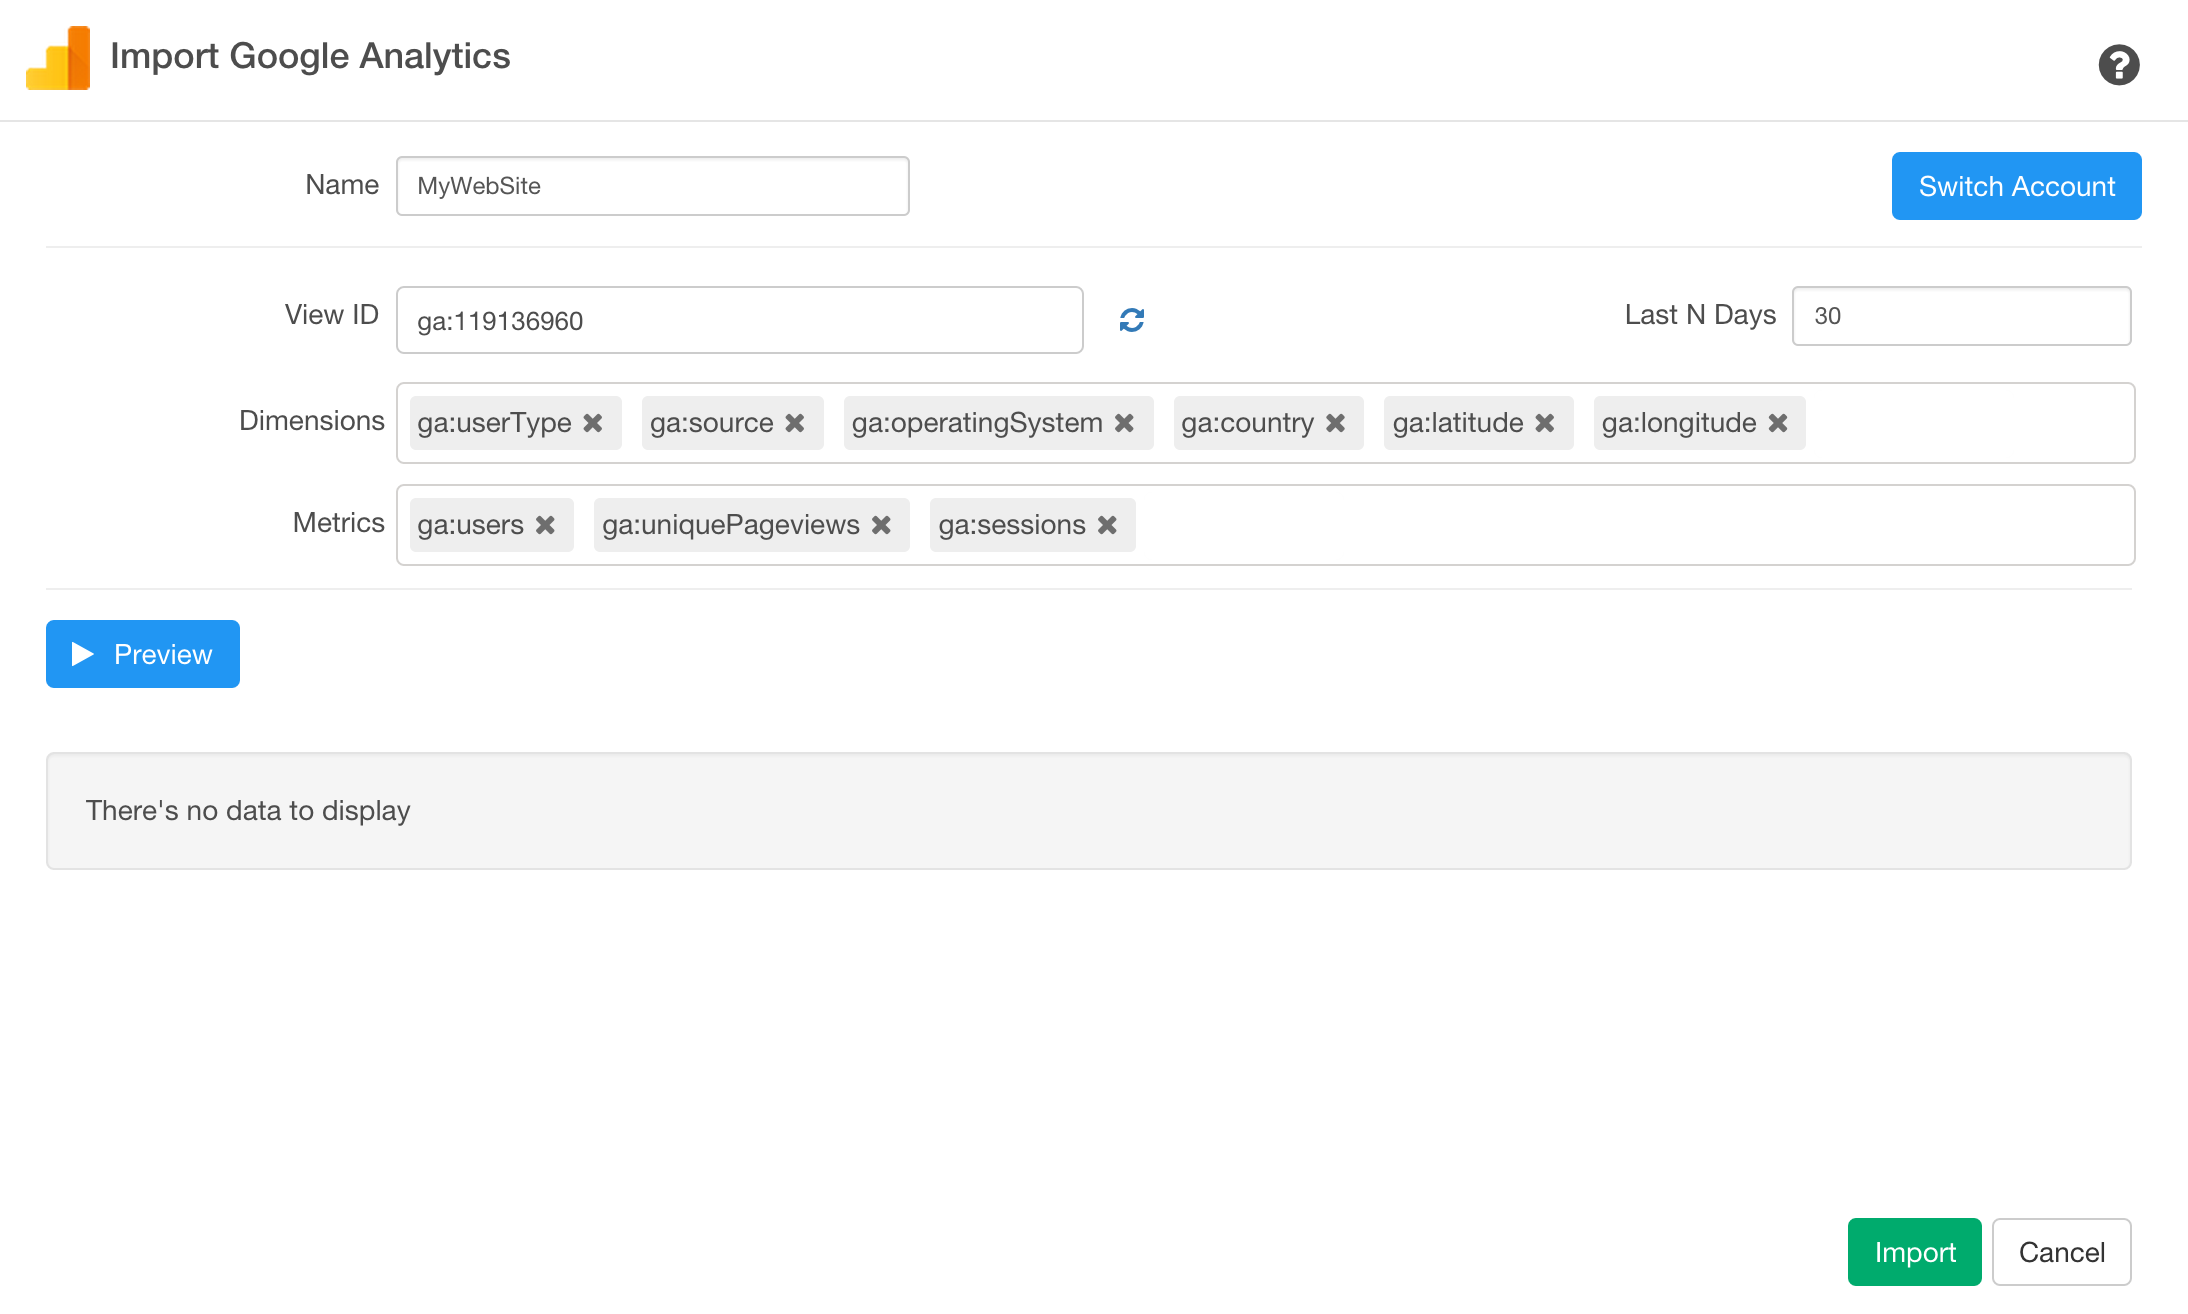 Import Google Analytics
?
Name MyWebSite Switch Account
View ID ga:119136960 Last N Days 30
Dimensions ga:userType ga:source ga:operatingSystem ga:country ga:latitude ga:longitude
Metrics ga:users ga:uniquePageviews ga:sessions
Preview
There's no data to display
Import Cancel